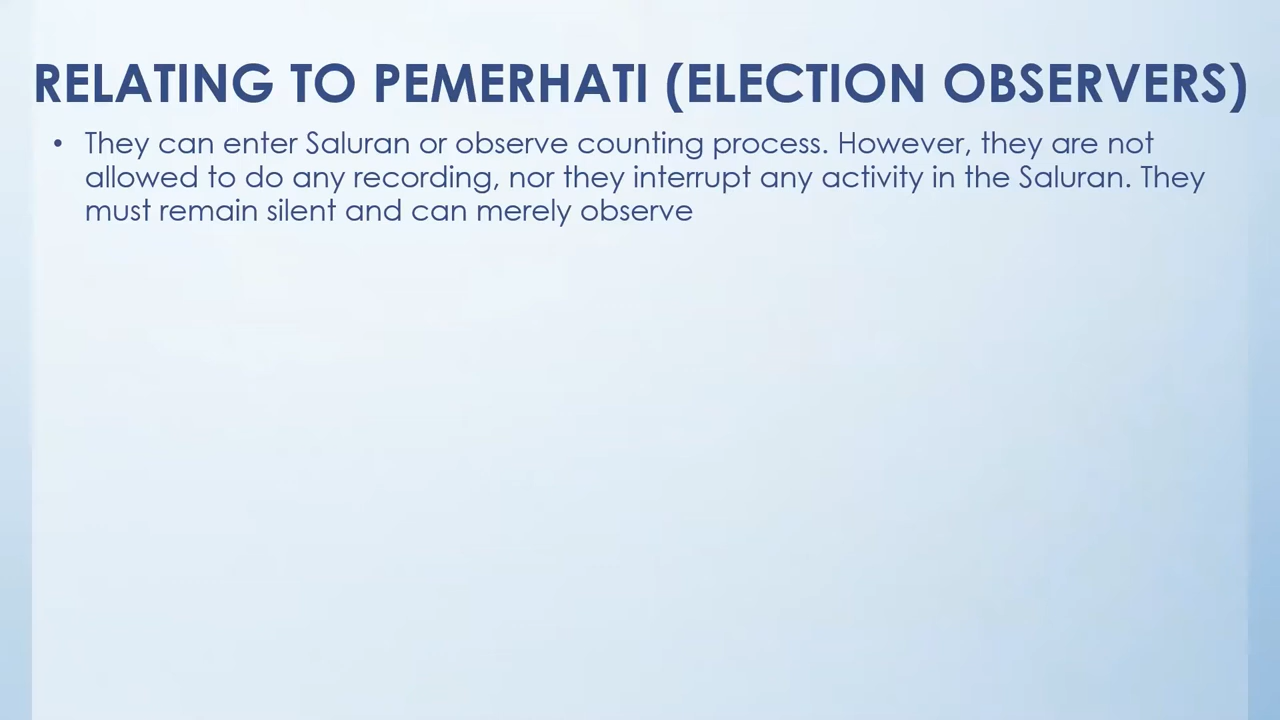 RELATING TO PEMERHATI (ELECTION OBSERVERS)
• They can enter Saluran or observe counting process. However, they are not
allowed to do any recording, nor they interrupt any activity in the Saluran. They
must remain silent and can merely observe